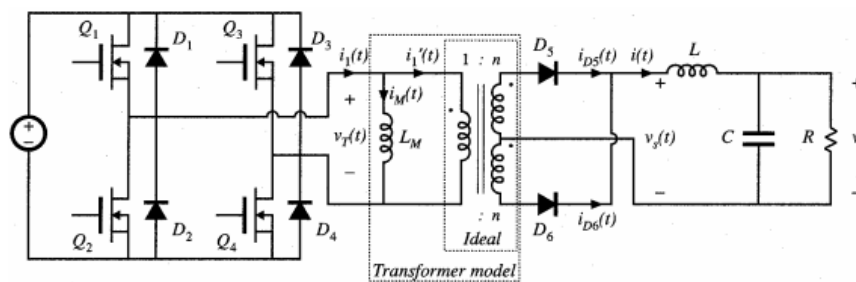 Q1
D1
Q3
D3
i1(t)
i1'(t)
1 : n
D5
iD5(t)
i(t)
L
+
−
+
vT(t)
−
iM(t)
LM
+
vs(t)
−
C
R
+
v
−
Q2
D2
Q4
D4
: n
Ideal
D6
iD6(t)
Transformer model